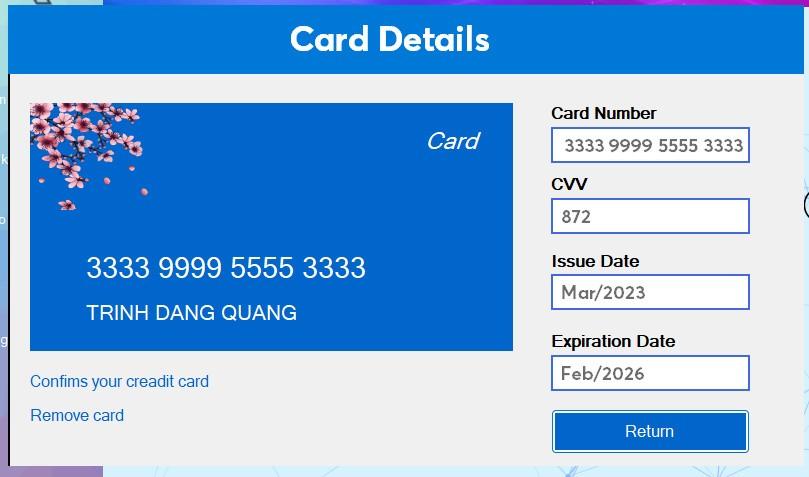 Card Details
Card
3333 9999 5555 3333
TRINH DANG QUANG
Confims your creadit card
Remove card
Card Number
3333 9999 5555 3333
CVV
872
Issue Date
Mar/2023
Expiration Date
Feb/2026
Return